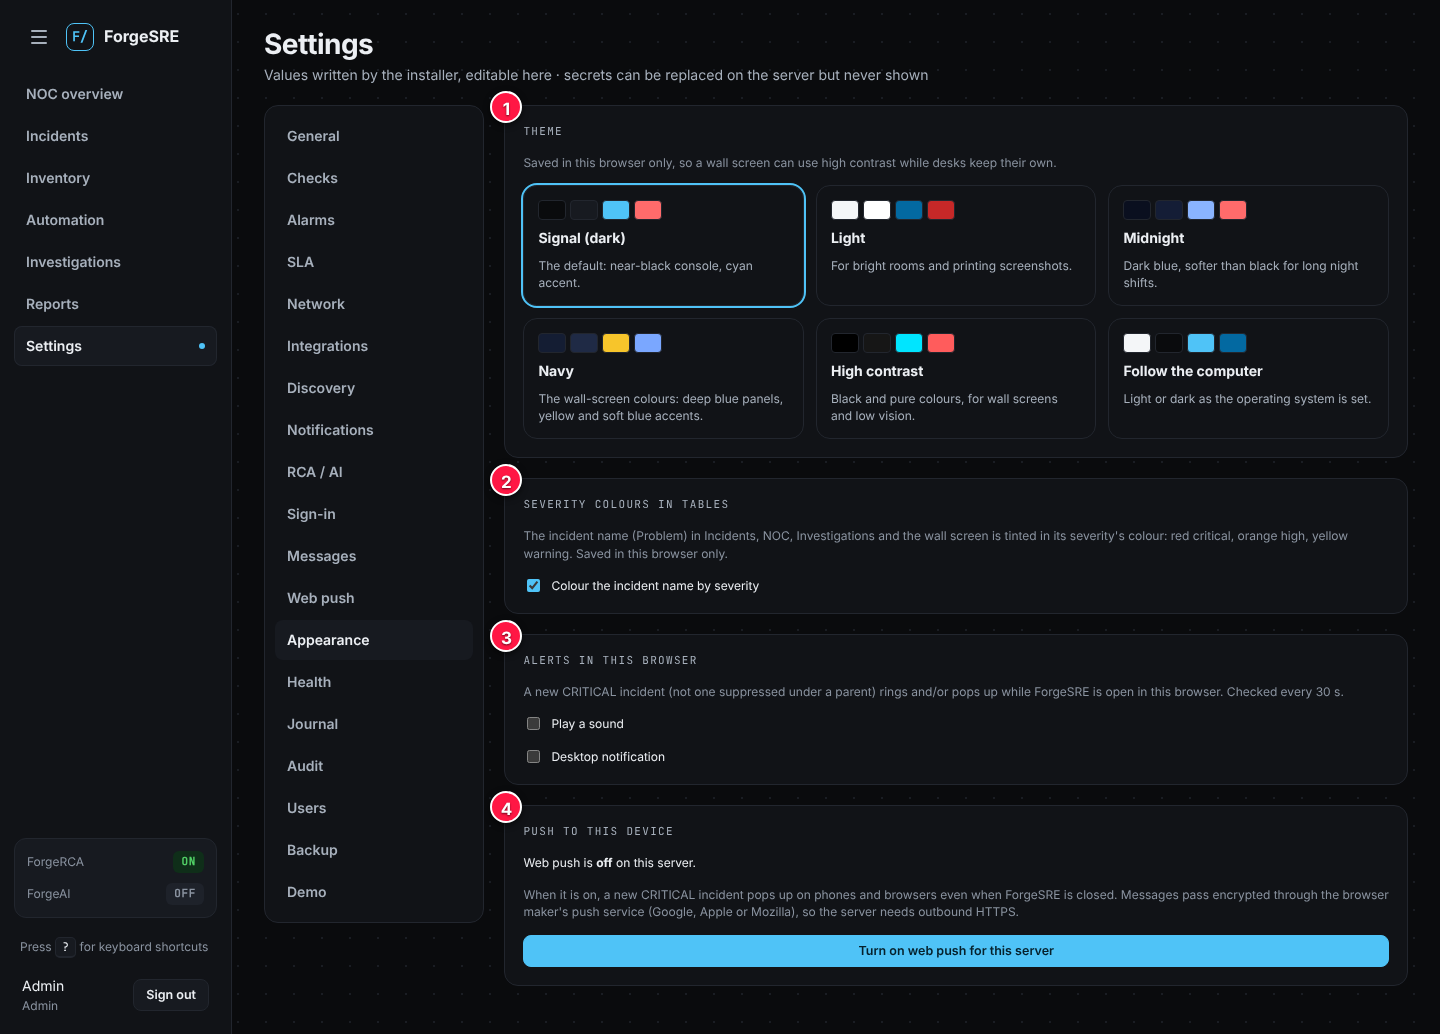 F/ ForgeSRE
NOC overview
Incidents
Inventory
Automation
Investigations
Reports
Settings
ForgeRCA ON
ForgeAI OFF
Press ? for keyboard shortcuts
Admin
Admin
Sign out
Settings
Values written by the installer, editable here · secrets can be replaced on the server but never shown
General
Checks
Alarms
SLA
Network
Integrations
Discovery
Notifications
RCA / AI
Sign-in
Messages
Web push
Appearance
Health
Journal
Audit
Users
Backup
Demo
1
THEME
Saved in this browser only, so a wall screen can use high contrast while desks keep their own.
Signal (dark)
The default: near-black console, cyan
accent.
Light
For bright rooms and printing screenshots.
Midnight
Dark blue, softer than black for long night
shifts.
Navy
The wall-screen colours: deep blue panels,
yellow and soft blue accents.
High contrast
Black and pure colours, for wall screens
and low vision.
Follow the computer
Light or dark as the operating system is set.
2
SEVERITY COLOURS IN TABLES
The incident name (Problem) in Incidents, NOC, Investigations and the wall screen is tinted in its severity's colour: red critical, orange high, yellow
warning. Saved in this browser only.
Colour the incident name by severity
3
ALERTS IN THIS BROWSER
A new CRITICAL incident (not one suppressed under a parent) rings and/or pops up while ForgeSRE is open in this browser. Checked every 30 s.
Play a sound
Desktop notification
4
PUSH TO THIS DEVICE
Web push is off on this server.
When it is on, a new CRITICAL incident pops up on phones and browsers even when ForgeSRE is closed. Messages pass encrypted through the browser
maker's push service (Google, Apple or Mozilla), so the server needs outbound HTTPS.
Turn on web push for this server